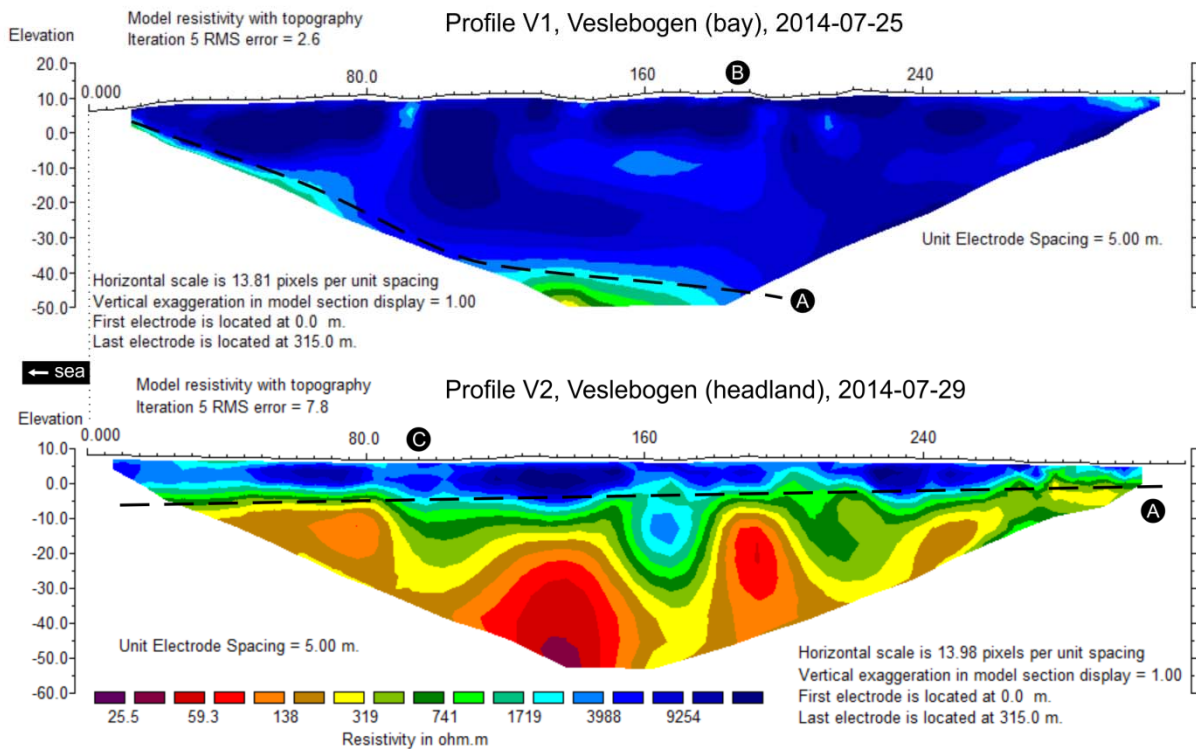 Model resistivity with topography
Iteration 5 RMS error = 2.6
Profile V1, Veslebogen (bay), 2014-07-25
Elevation
B
0.000 80.0 160 240
20.0
10.0
0.0
-10.0
-20.0
-30.0
-40.0
-50.0
Unit Electrode Spacing = 5.00 m.
Horizontal scale is 13.81 pixels per unit spacing
Vertical exaggeration in model section display = 1.00
First electrode is located at 0.0 m.
Last electrode is located at 315.0 m.
A
← sea
Model resistivity with topography
Iteration 5 RMS error = 7.8
Profile V2, Veslebogen (headland), 2014-07-29
Elevation
0.000 80.0 C 160 240
10.0
0.0
-10.0
-20.0
-30.0
-40.0
-50.0
-60.0
A
Unit Electrode Spacing = 5.00 m.
Horizontal scale is 13.98 pixels per unit spacing
Vertical exaggeration in model section display = 1.00
First electrode is located at 0.0 m.
Last electrode is located at 315.0 m.
25.5 59.3 138 319 741 1719 3988 9254
Resistivity in ohm.m